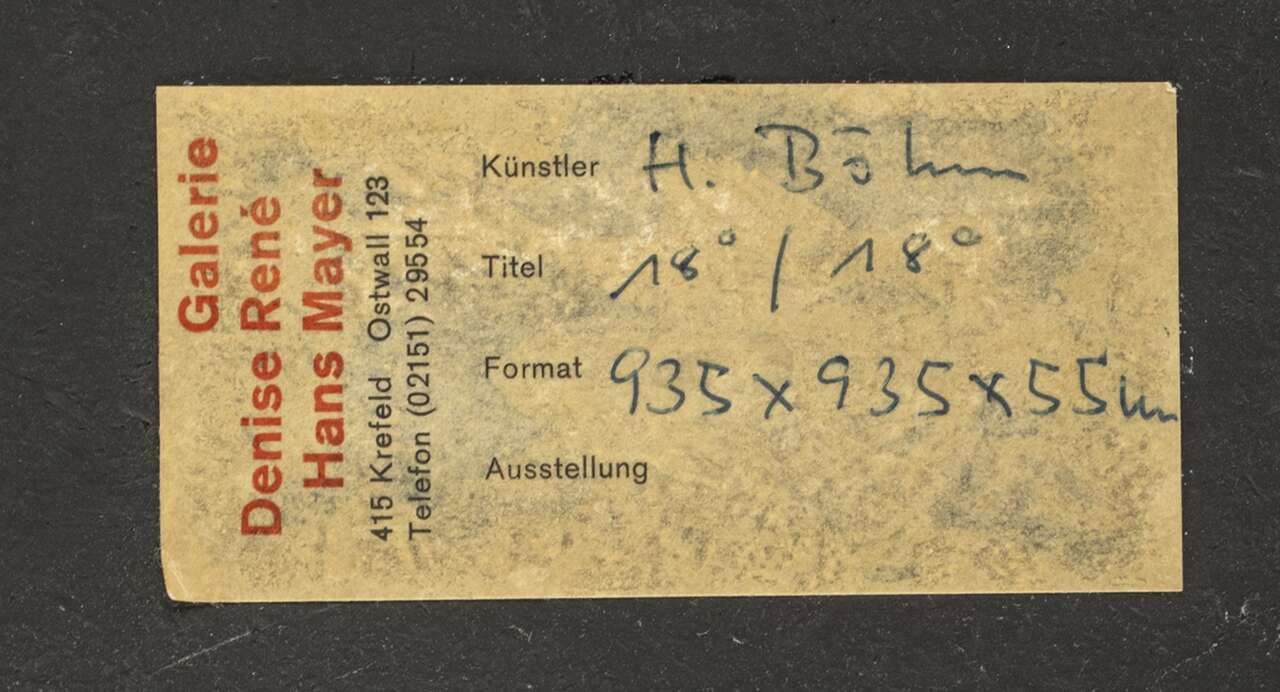 Galerie
Denise René
Hans Mayer
415 Krefeld Ostwall 123
Telefon (02151) 29554
Künstler H. Böhm
Titel 18° / 18°
Format 935 x 935 x 55 mm
Ausstellung